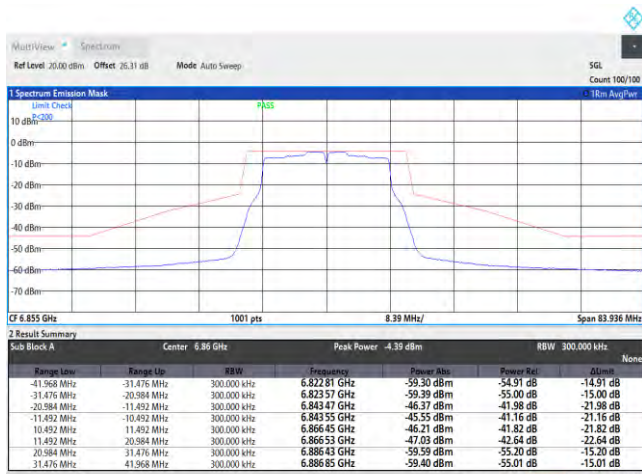 MultiView Spectrum
Ref Level 20.00 dBm Offset 26.31 dB Mode Auto Sweep SGL
Count 100/100
1 Spectrum Emission Mask 1Rm AvgPwr
Limit Check PASS
P<200
10 dBm
0 dBm
-10 dBm
-20 dBm
-30 dBm
-40 dBm
-50 dBm
-60 dBm
-70 dBm
CF 6.855 GHz 1001 pts 8.39 MHz/ Span 83.936 MHz
2 Result Summary
Sub Block A Center 6.86 GHz Peak Power -4.39 dBm RBW 300.000 kHz
None
Range Low Range Up RBW Frequency Power Abs Power Rel ΔLimit
-41.968 MHz -31.476 MHz 300.000 kHz 6.82281 GHz -59.30 dBm -54.91 dB -14.91 dB
-31.476 MHz -20.984 MHz 300.000 kHz 6.82357 GHz -59.39 dBm -55.00 dB -15.00 dB
-20.984 MHz -11.492 MHz 300.000 kHz 6.84347 GHz -46.37 dBm -41.98 dB -21.98 dB
-11.492 MHz -10.492 MHz 300.000 kHz 6.84355 GHz -45.55 dBm -41.16 dB -21.16 dB
10.492 MHz 11.492 MHz 300.000 kHz 6.86645 GHz -46.21 dBm -41.82 dB -21.82 dB
11.492 MHz 20.984 MHz 300.000 kHz 6.86653 GHz -47.03 dBm -42.64 dB -22.64 dB
20.984 MHz 31.476 MHz 300.000 kHz 6.88643 GHz -59.59 dBm -55.20 dB -15.20 dB
31.476 MHz 41.968 MHz 300.000 kHz 6.88685 GHz -59.40 dBm -55.01 dB -15.01 dB